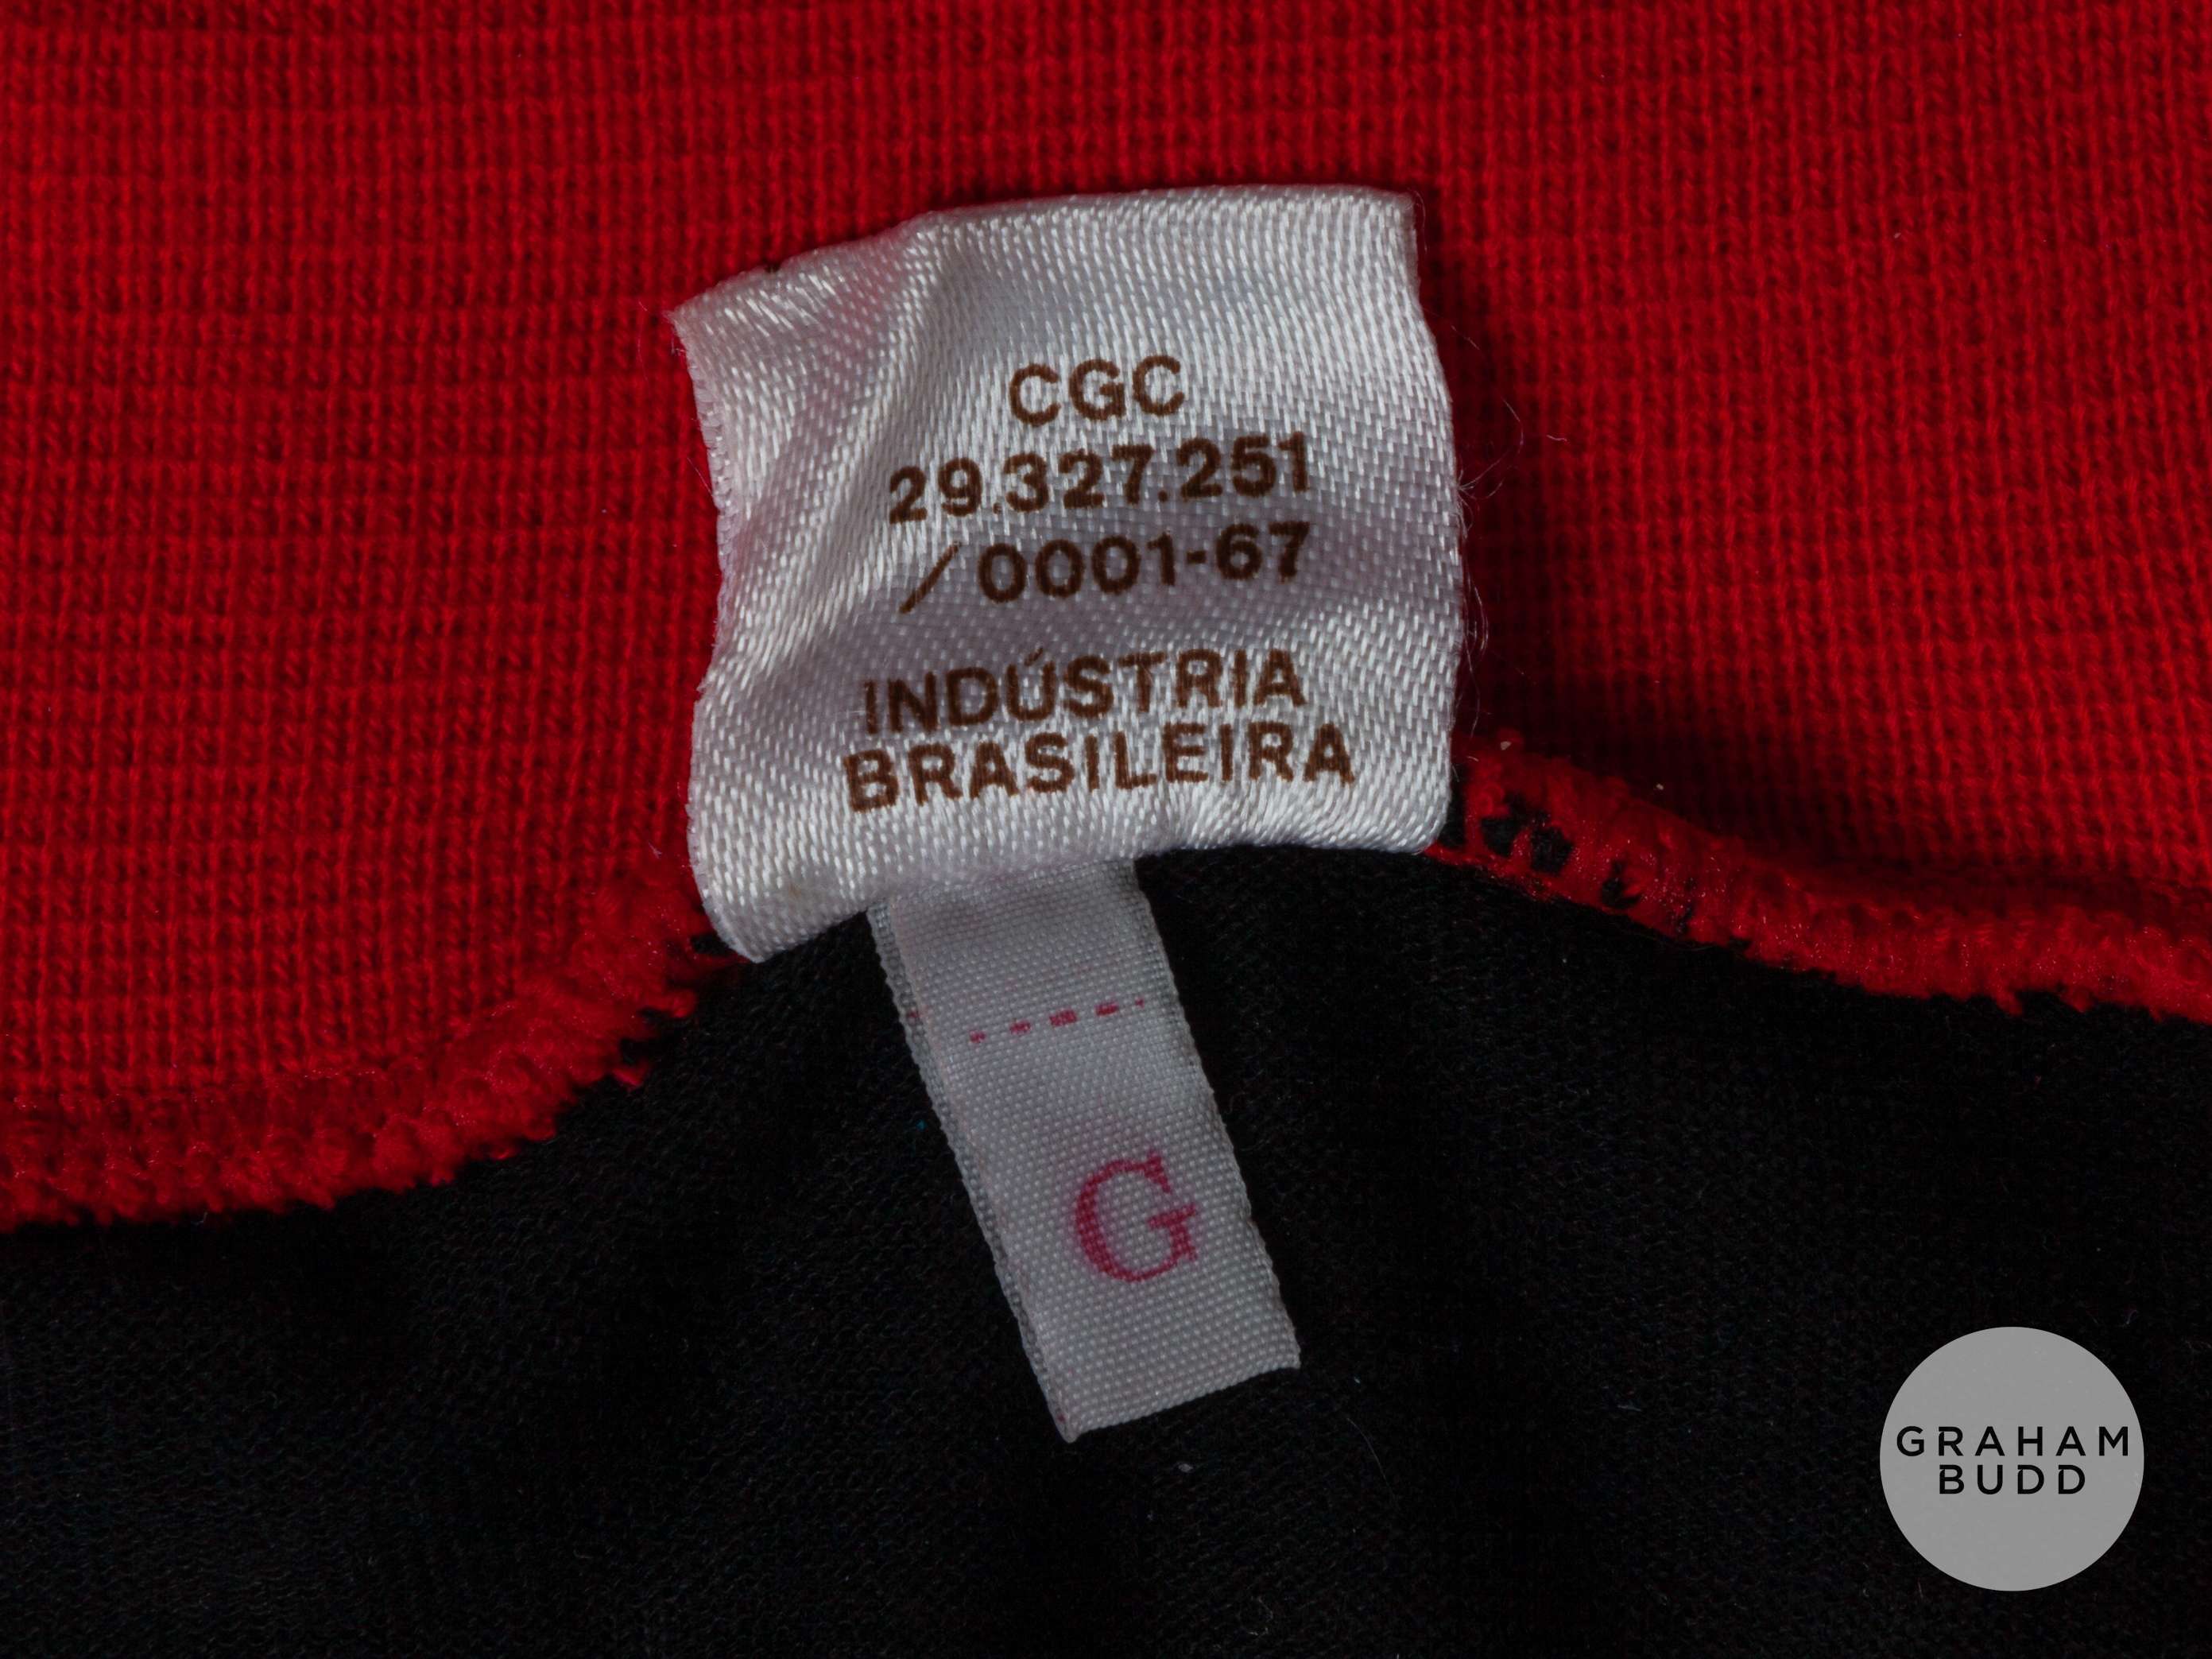 CGC
29.327.251
/0001-67
INDÚSTRIA
BRASILEIRA
G
GRAHAM
BUDD